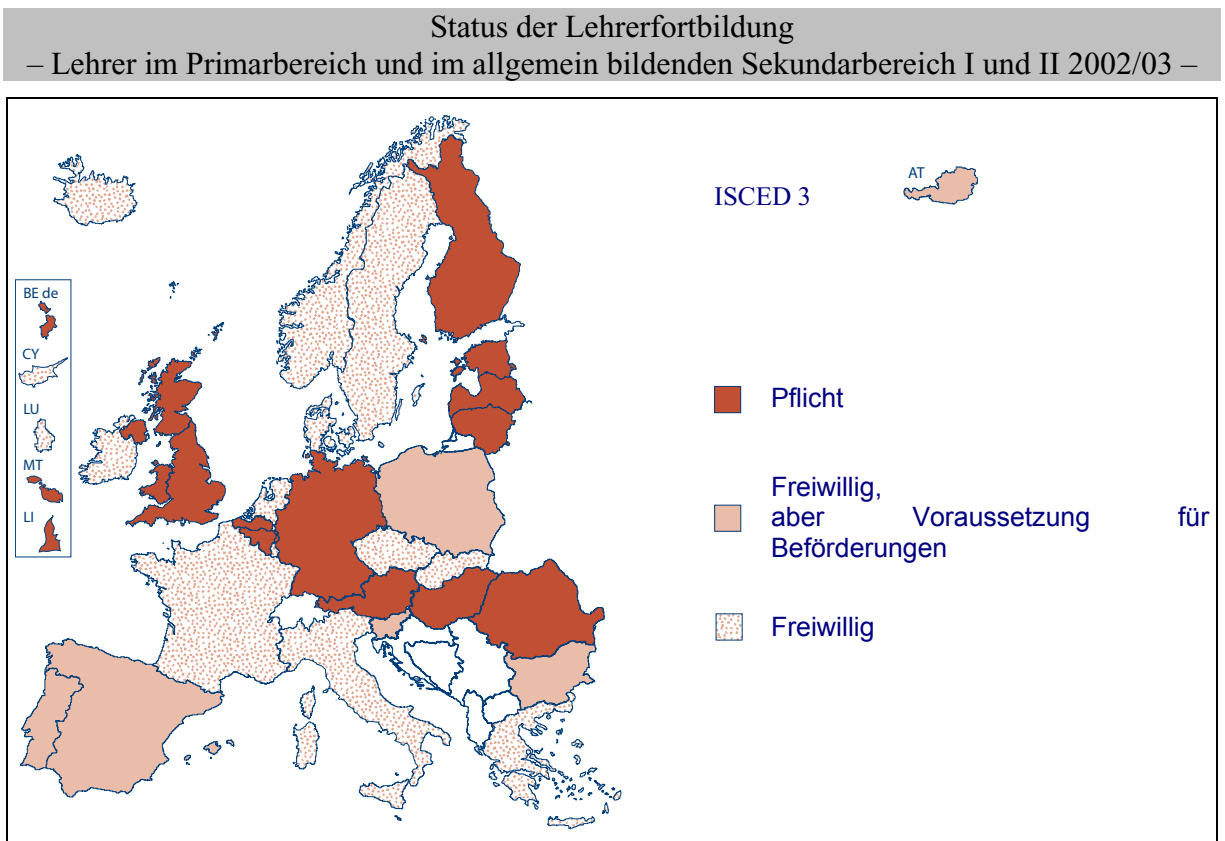 Status der Lehrerfortbildung
– Lehrer im Primarbereich und im allgemein bildenden Sekundarbereich I und II 2002/03 –
ISCED 3
AT
BE de
CY
LU
MT
LI
Pflicht
Freiwillig,
aber Voraussetzung für
Beförderungen
Freiwillig